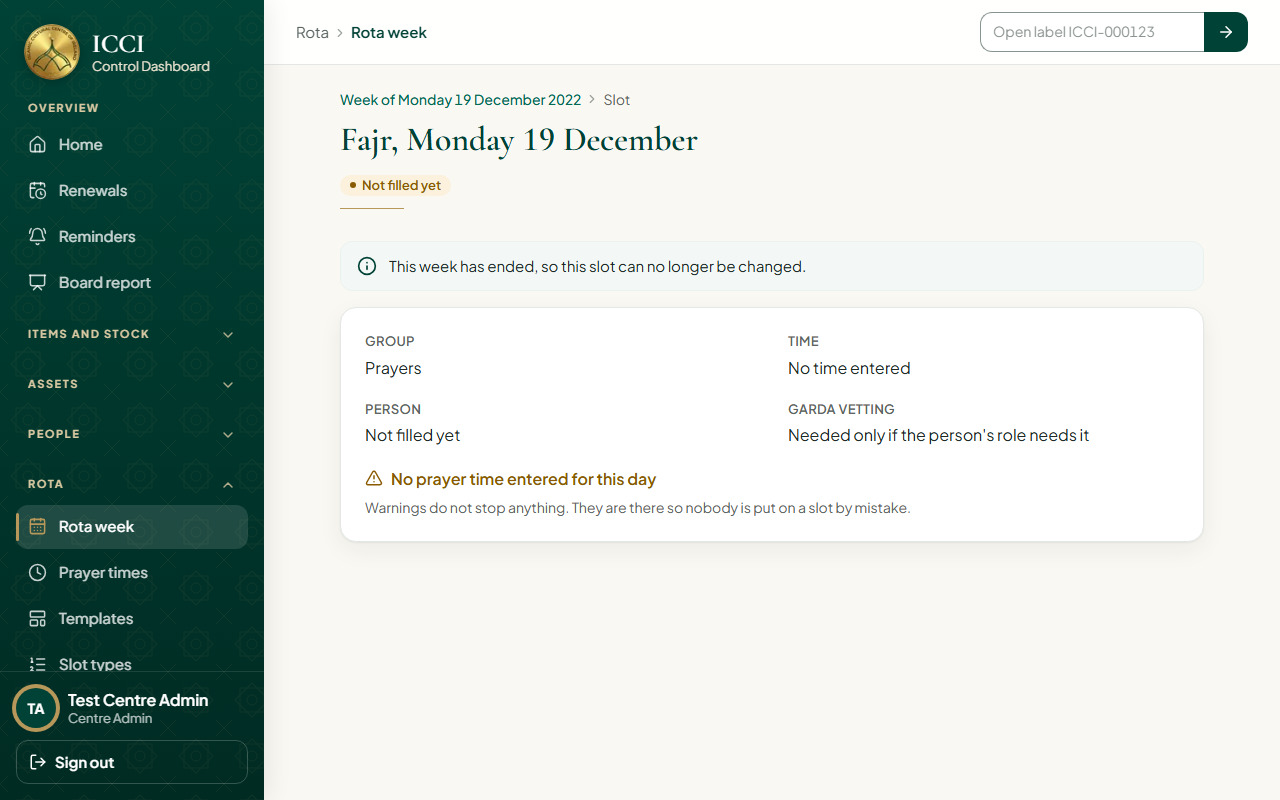 ICCI
Control Dashboard
OVERVIEW
Home
Renewals
Reminders
Board report
ITEMS AND STOCK
ASSETS
PEOPLE
ROTA
Rota week
Prayer times
Templates
Slot types
TA
Test Centre Admin
Centre Admin
Sign out
Rota > Rota week
Open label ICCI-000123
Week of Monday 19 December 2022 > Slot
Fajr, Monday 19 December
Not filled yet
This week has ended, so this slot can no longer be changed.
GROUP
Prayers
TIME
No time entered
PERSON
Not filled yet
GARDA VETTING
Needed only if the person's role needs it
No prayer time entered for this day
Warnings do not stop anything. They are there so nobody is put on a slot by mistake.